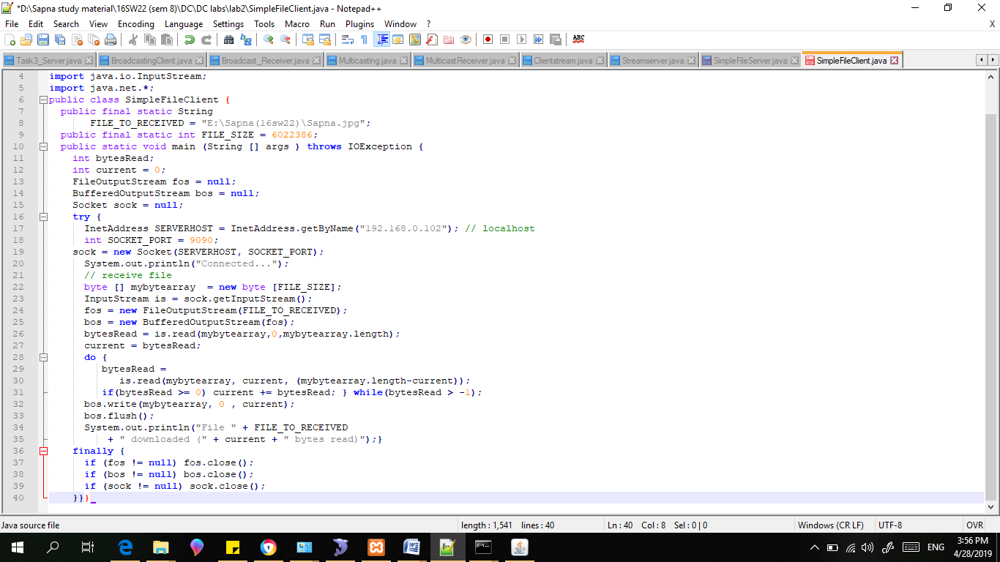 *D:\Sapna study material\16SW22 (sem 8)\DC\DC labs\lab2\SimpleFileClient.java - Notepad++
File Edit Search View Encoding Language Settings Tools Macro Run Plugins Window ? X
Task3_Server.java BroadcastingClient.java Broadcast_Receiver.java Multicasting.java MulticastReceiver.java Clientstream.java Streamserver.java SimpleFileServer.java SimpleFileClient.java
4 import java.io.InputStream;
5 import java.net.*;
6 public class SimpleFileClient {
7 public final static String
8 FILE_TO_RECEIVED = "E:\Sapna(16sw22)\Sapna.jpg";
9 public final static int FILE_SIZE = 6022386;
10 public static void main (String [] args ) throws IOException {
11 int bytesRead;
12 int current = 0;
13 FileOutputStream fos = null;
14 BufferedOutputStream bos = null;
15 Socket sock = null;
16 try {
17 InetAddress SERVERHOST = InetAddress.getByName("192.168.0.102"); // localhost
18 int SOCKET_PORT = 9090;
19 sock = new Socket(SERVERHOST, SOCKET_PORT);
20 System.out.println("Connected...");
21 // receive file
22 byte [] mybytearray  = new byte [FILE_SIZE];
23 InputStream is = sock.getInputStream();
24 fos = new FileOutputStream(FILE_TO_RECEIVED);
25 bos = new BufferedOutputStream(fos);
26 bytesRead = is.read(mybytearray,0,mybytearray.length);
27 current = bytesRead;
28 do {
29 bytesRead =
30 is.read(mybytearray, current, (mybytearray.length-current));
31 if(bytesRead >= 0) current += bytesRead; } while(bytesRead > -1);
32 bos.write(mybytearray, 0 , current);
33 bos.flush();
34 System.out.println("File " + FILE_TO_RECEIVED
35 + " downloaded (" + current + " bytes read)");}
36 finally {
37 if (fos != null) fos.close();
38 if (bos != null) bos.close();
39 if (sock != null) sock.close();
40 }}}
Java source file length : 1,541 lines : 40 Ln : 40 Col : 8 Sel : 0 | 0 Windows (CR LF) UTF-8 OVR
ENG 3:56 PM
4/28/2019